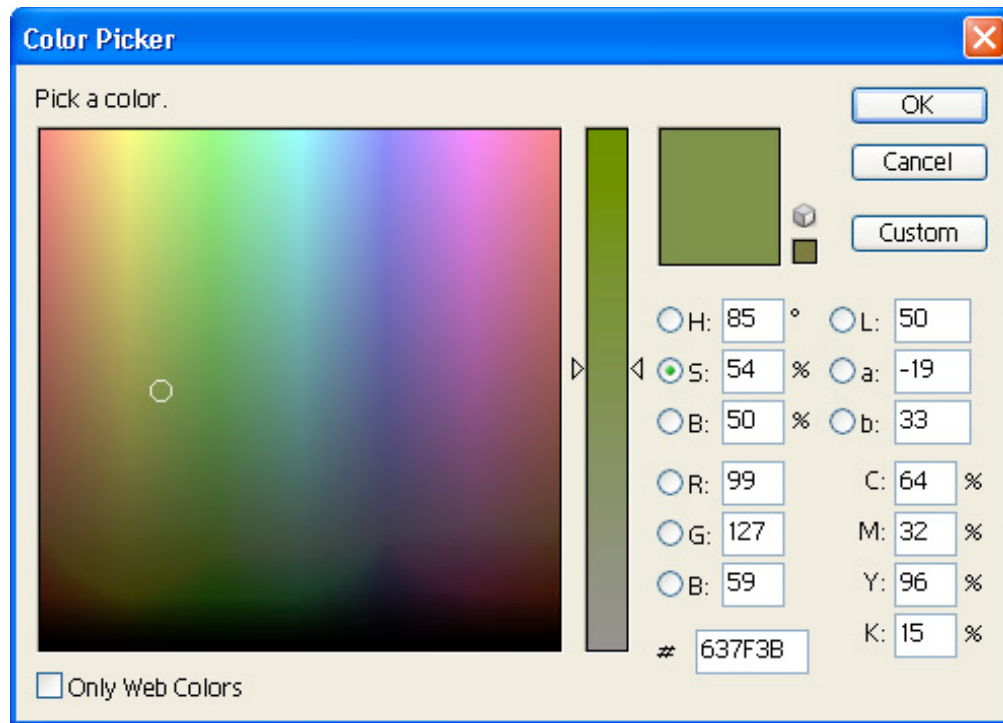 Color Picker
Pick a color.
OK
Cancel
Custom
H: 85 ° L: 50
S: 54 % a: -19
B: 50 % b: 33
R: 99 C: 64 %
G: 127 M: 32 %
B: 59 Y: 96 %
# 637F3B K: 15 %
Only Web Colors